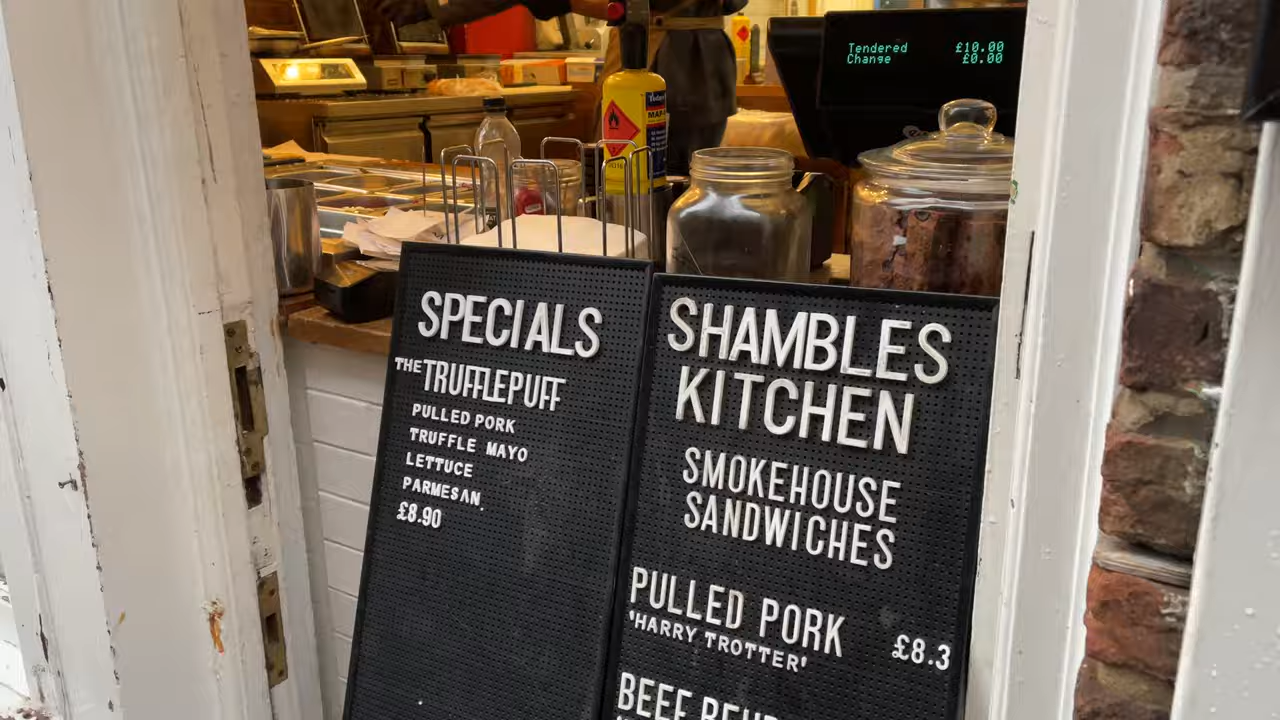 Tendered £10.00
Change £0.00
SPECIALS
THE TRUFFLEPUFF
PULLED PORK
TRUFFLE MAYO
LETTUCE
PARMESAN.
£8.90
SHAMBLES
KITCHEN
SMOKEHOUSE
SANDWICHES
PULLED PORK £8.3
'HARRY TROTTER'
BEEF